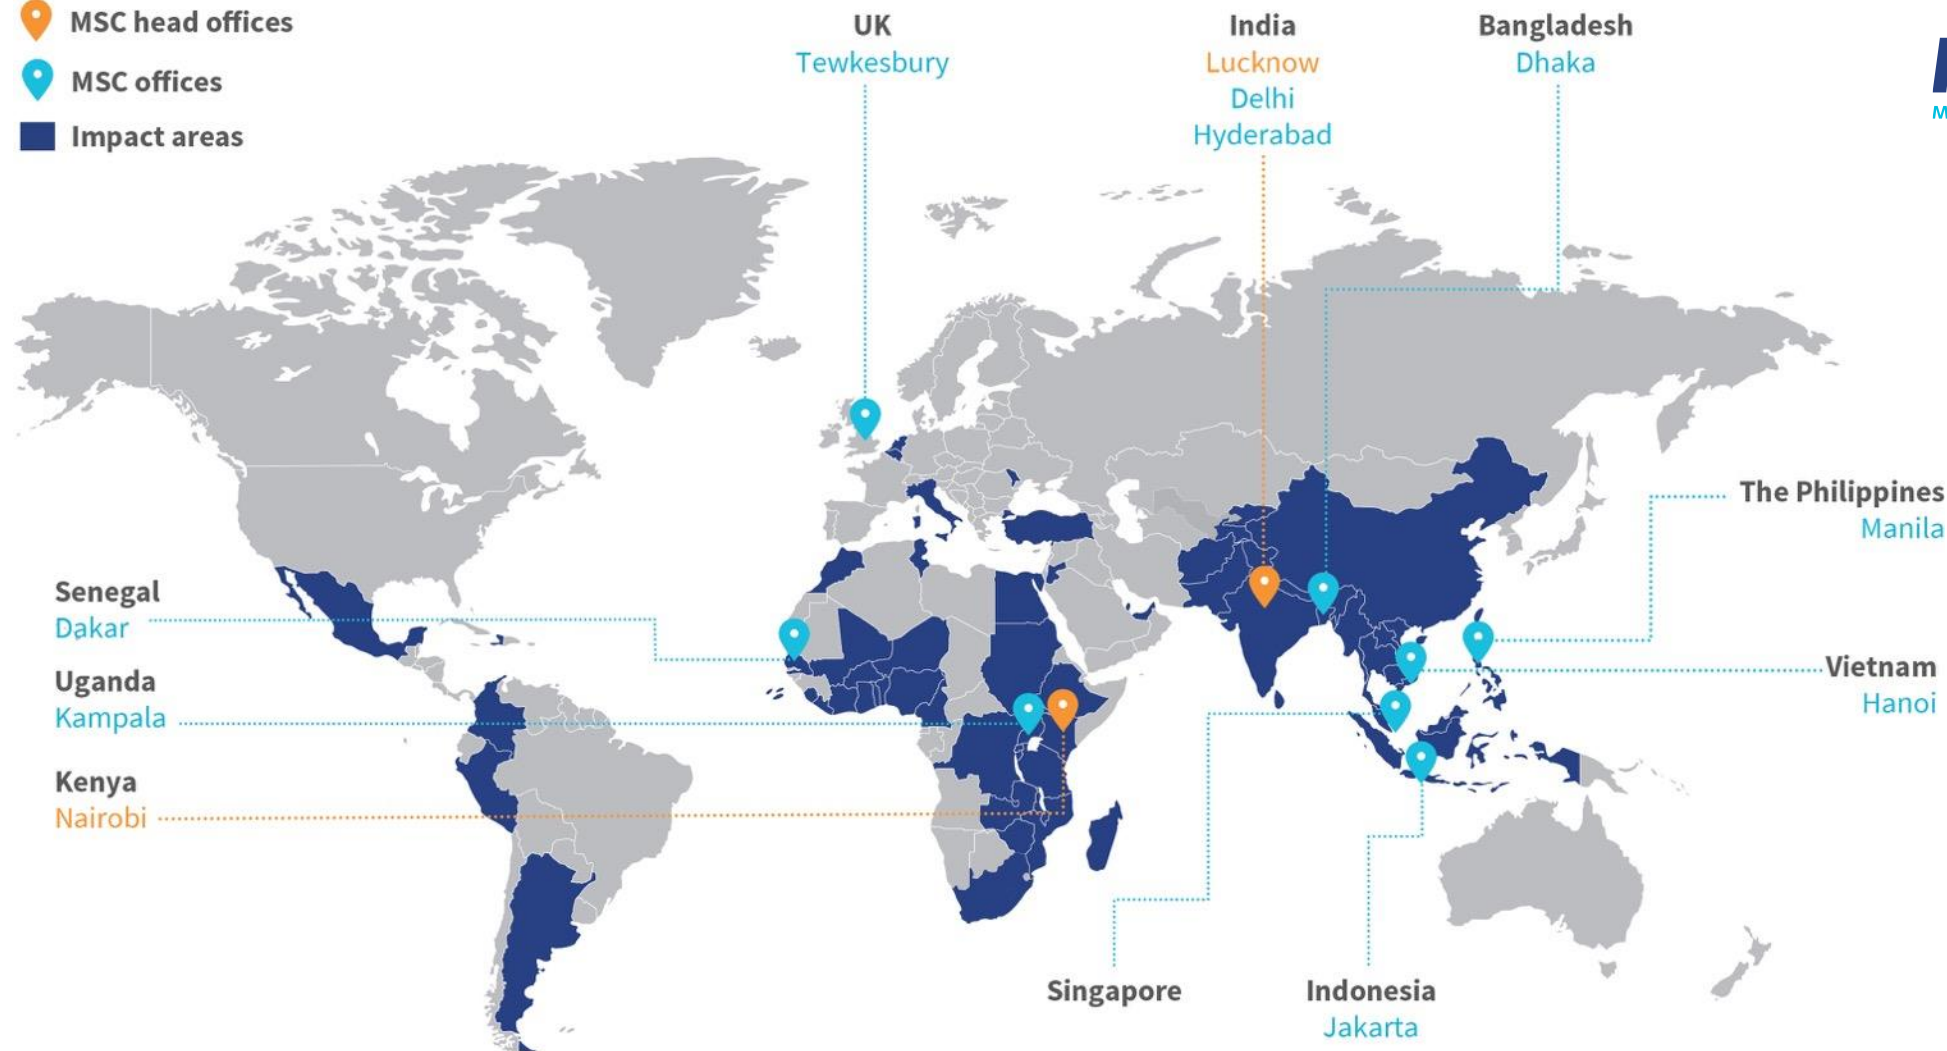 MSC head offices
MSC offices
Impact areas
UK
Tewkesbury
India
Lucknow
Delhi
Hyderabad
Bangladesh
Dhaka
The Philippines
Manila
Vietnam
Hanoi
Senegal
Dakar
Uganda
Kampala
Kenya
Nairobi
Singapore
Indonesia
Jakarta